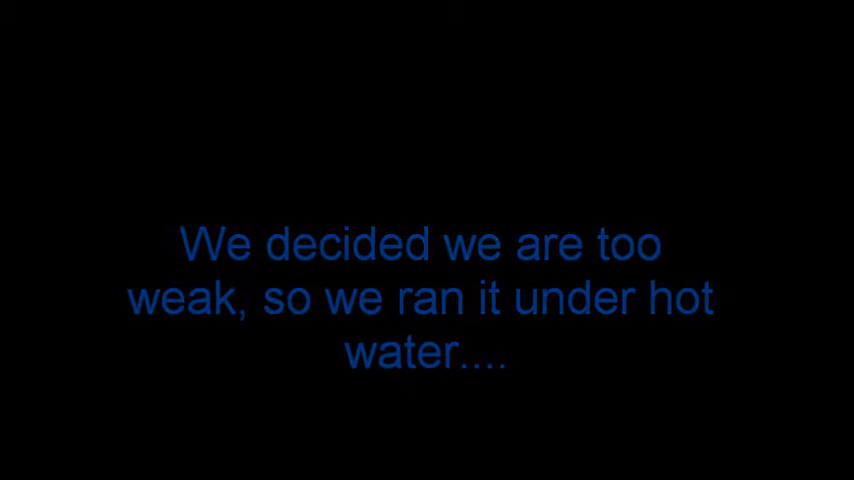 We decided we are too
weak, so we ran it under hot
water....